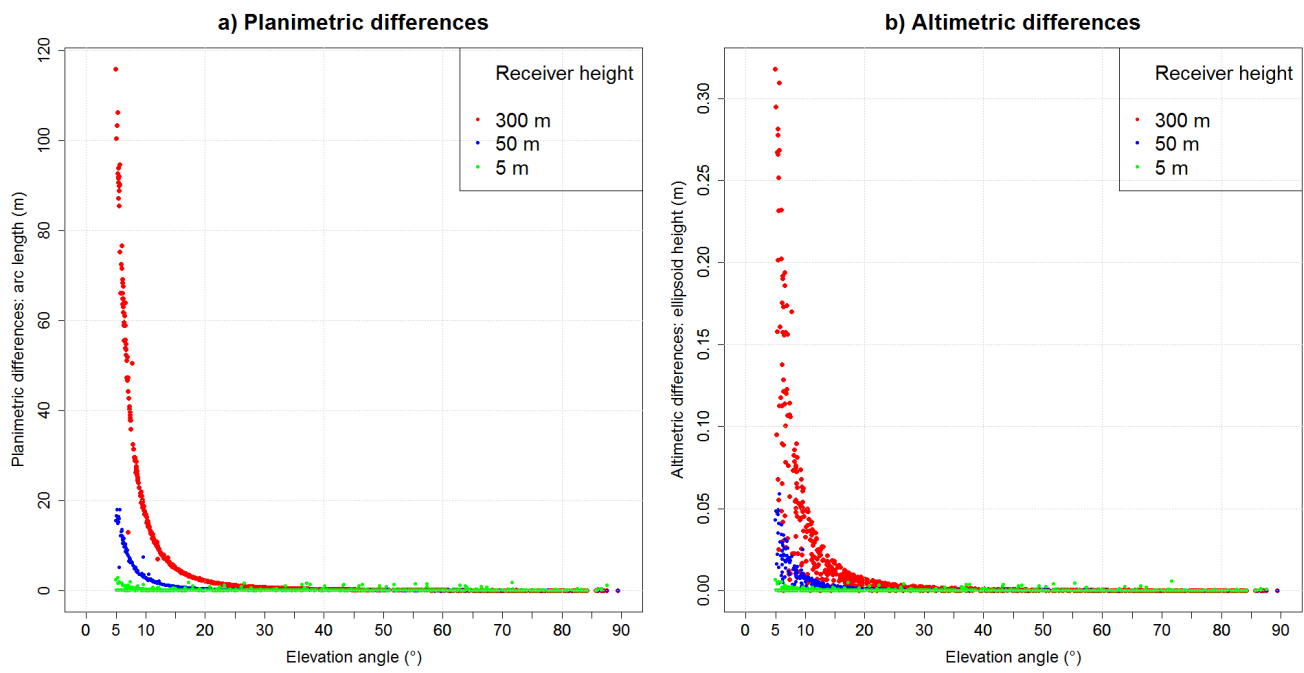 a) Planimetric differences
Planimetric differences: arc length (m)
120
100
80
60
40
20
0
Receiver height
300 m
50 m
5 m
0 5 10 20 30 40 50 60 70 80 90
Elevation angle (°)
b) Altimetric differences
Altimetric differences: ellipsoid height (m)
0.30
0.25
0.20
0.15
0.10
0.05
0.00
Receiver height
300 m
50 m
5 m
0 5 10 20 30 40 50 60 70 80 90
Elevation angle (°)